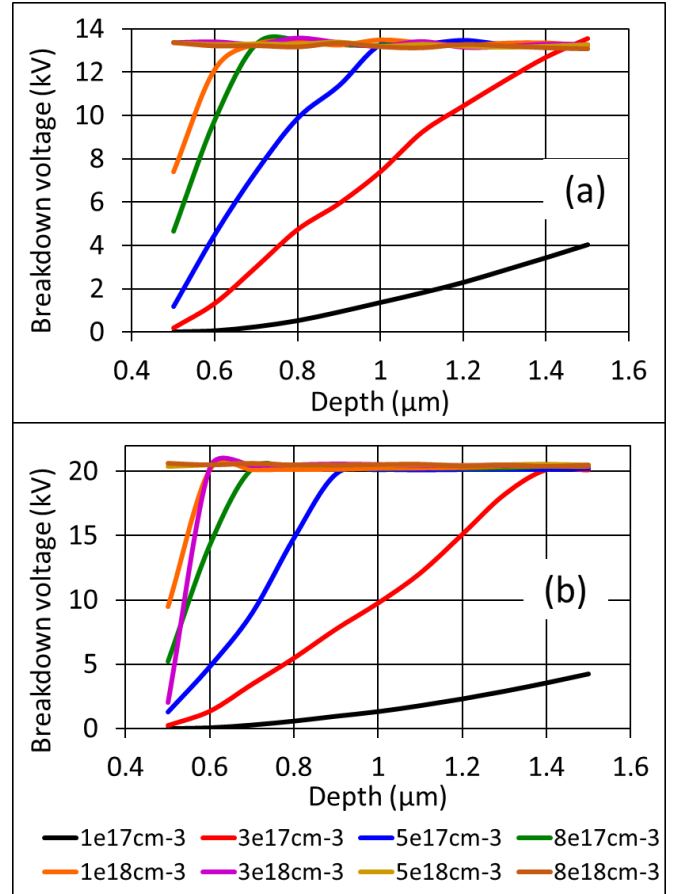 14
12
10
8
6
4
2
0
Breakdown voltage (kV)
(a)
0.4 0.6 0.8 1 1.2 1.4 1.6
Depth (μm)
20
15
10
5
0
Breakdown voltage (kV)
(b)
0.4 0.6 0.8 1 1.2 1.4 1.6
Depth (μm)
1e17cm-3 3e17cm-3 5e17cm-3 8e17cm-3
1e18cm-3 3e18cm-3 5e18cm-3 8e18cm-3